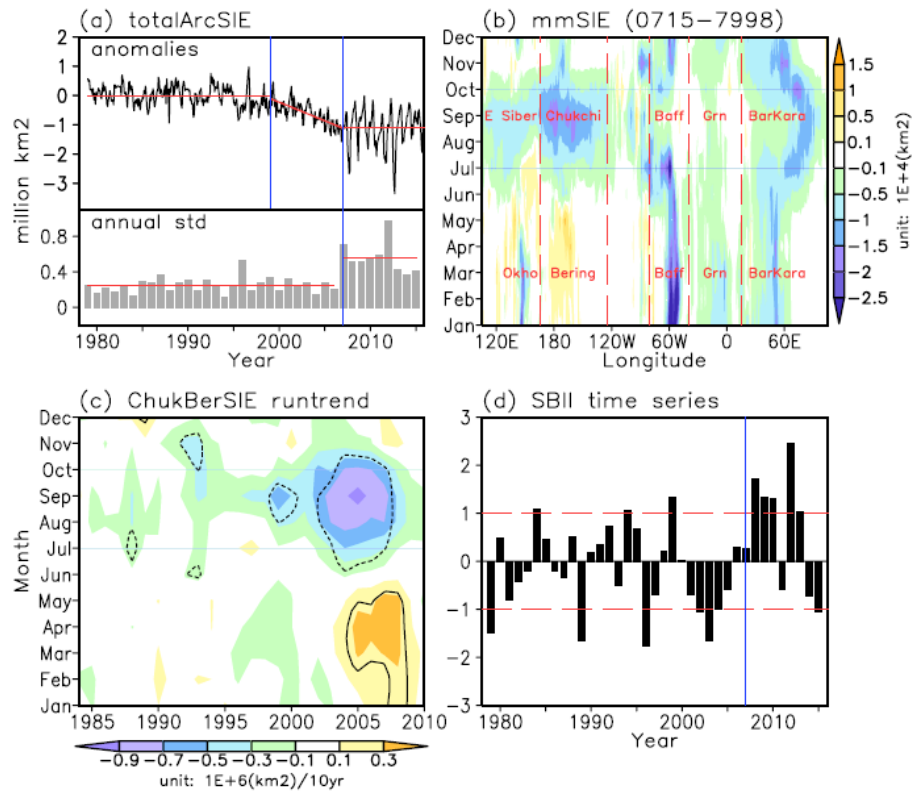 (a) totalArcSIE
anomalies
2
1
0
−1
−2
−3
million km2
annual std
0.8
0.4
0
1980 1990 2000 2010
Year
(b) mmSIE (0715−7998)
Dec
Nov
Oct
Sep
Aug
Jul
Jun
May
Apr
Mar
Feb
Jan
E Siber Chukchi Baff Grn BarKara
Okho Bering Baff Grn BarKara
120E 180 120W 60W 0 60E
Longitude
1.5
0.5
0.1
−0.1
−0.5
−1
−1.5
−2
−2.5
unit: 1E+4(km2)
(c) ChukBerSIE runtrend
Dec
Nov
Oct
Sep
Aug
Jul
Jun
May
Apr
Mar
Feb
Jan
Month
1985 1990 1995 2000 2005 2010
−0.9 −0.7 −0.5 −0.3 −0.1 0.1 0.3
unit: 1E+6(km2)/10yr
(d) SBII time series
3
2
1
0
−1
−2
−3
1980 1990 2000 2010
Year